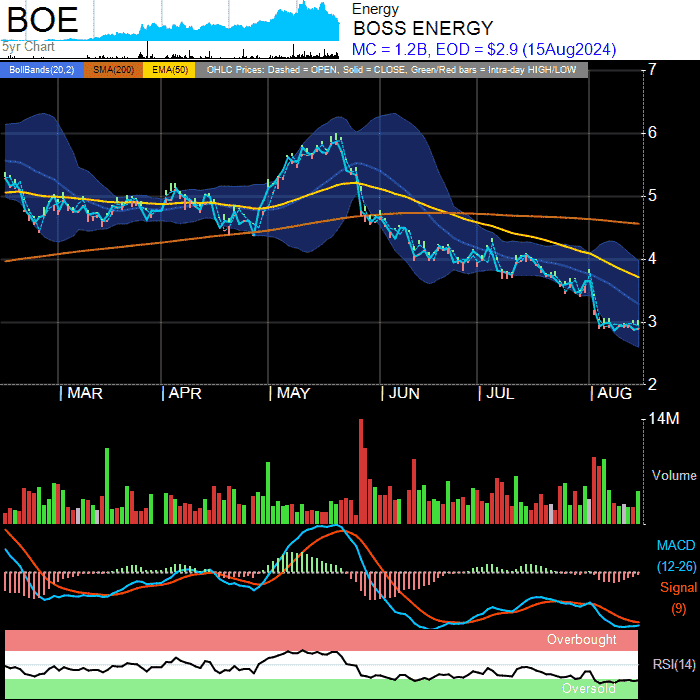 BOE
Energy
BOSS ENERGY
5yr Chart
MC = 1.2B, EOD = $2.9 (15Aug2024)
BollBands(20,2) SMA(200) EMA(50) OHLC Prices: Dashed = OPEN, Solid = CLOSE, Green/Red bars = Intra-day HIGH/LOW
7
6
5
4
3
2
| MAR | APR | MAY | JUN | JUL | AUG
14M
Volume
MACD
(12-26)
Signal
(9)
Overbought
RSI(14)
Oversold